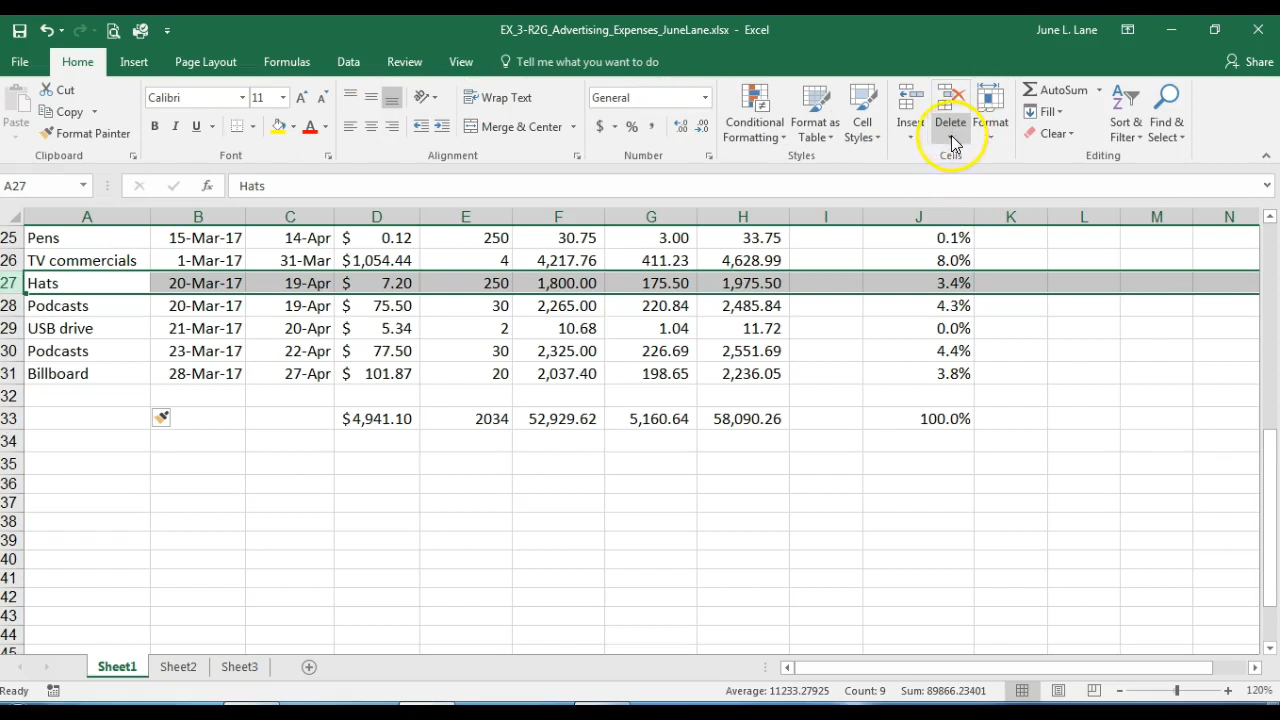 EX_3-R2G_Advertising_Expenses_JuneLane.xlsx - Excel
June L. Lane
File Home Insert Page Layout Formulas Data Review View Tell me what you want to do Share
Paste Cut Copy Format Painter Clipboard
Calibri 11 B I U Font
Wrap Text Merge & Center Alignment
General $ % , Number
Conditional Formatting Format as Table Cell Styles Styles
Insert Delete Format Cells
AutoSum Fill Clear Sort & Filter Find & Select Editing
A27 fx Hats
A B C D E F G H I J K L M N
25 Pens 15-Mar-17 14-Apr $ 0.12 250 30.75 3.00 33.75 0.1%
26 TV commercials 1-Mar-17 31-Mar $1,054.44 4 4,217.76 411.23 4,628.99 8.0%
27 Hats 20-Mar-17 19-Apr $ 7.20 250 1,800.00 175.50 1,975.50 3.4%
28 Podcasts 20-Mar-17 19-Apr $ 75.50 30 2,265.00 220.84 2,485.84 4.3%
29 USB drive 21-Mar-17 20-Apr $ 5.34 2 10.68 1.04 11.72 0.0%
30 Podcasts 23-Mar-17 22-Apr $ 77.50 30 2,325.00 226.69 2,551.69 4.4%
31 Billboard 28-Mar-17 27-Apr $ 101.87 20 2,037.40 198.65 2,236.05 3.8%
32
33 $4,941.10 2034 52,929.62 5,160.64 58,090.26 100.0%
34
35
36
37
38
39
40
41
42
43
44
45
Sheet1 Sheet2 Sheet3
Ready Average: 11233.27925 Count: 9 Sum: 89866.23401 120%